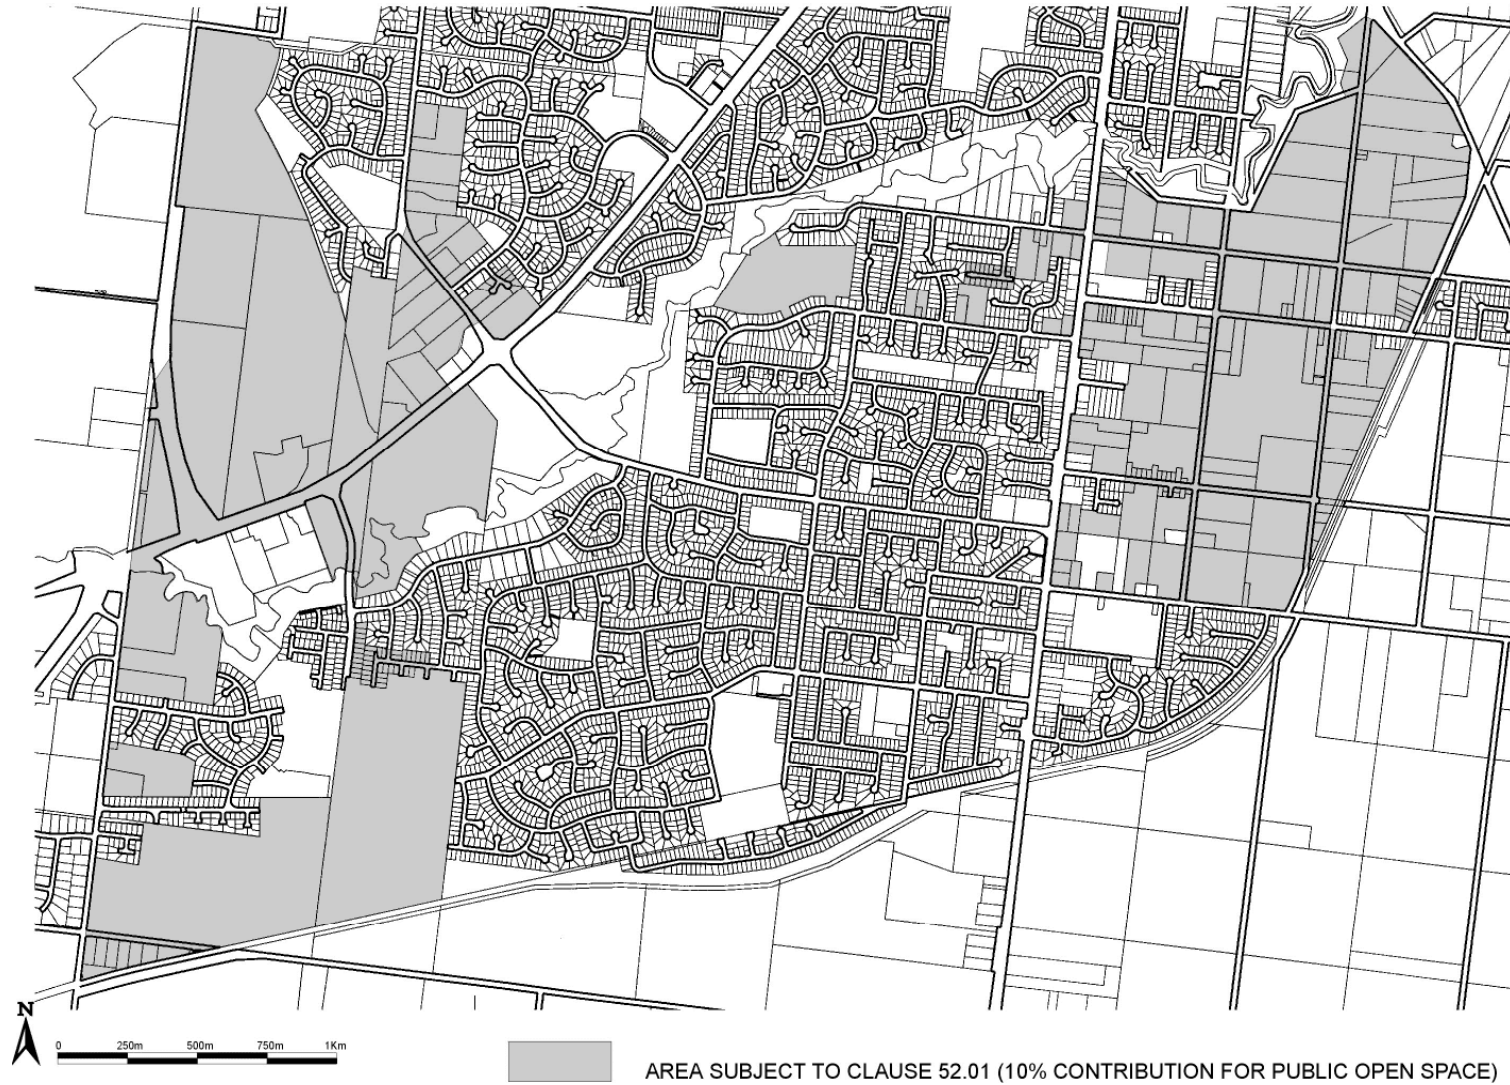 N
0 250m 500m 750m 1Km
AREA SUBJECT TO CLAUSE 52.01 (10% CONTRIBUTION FOR PUBLIC OPEN SPACE)